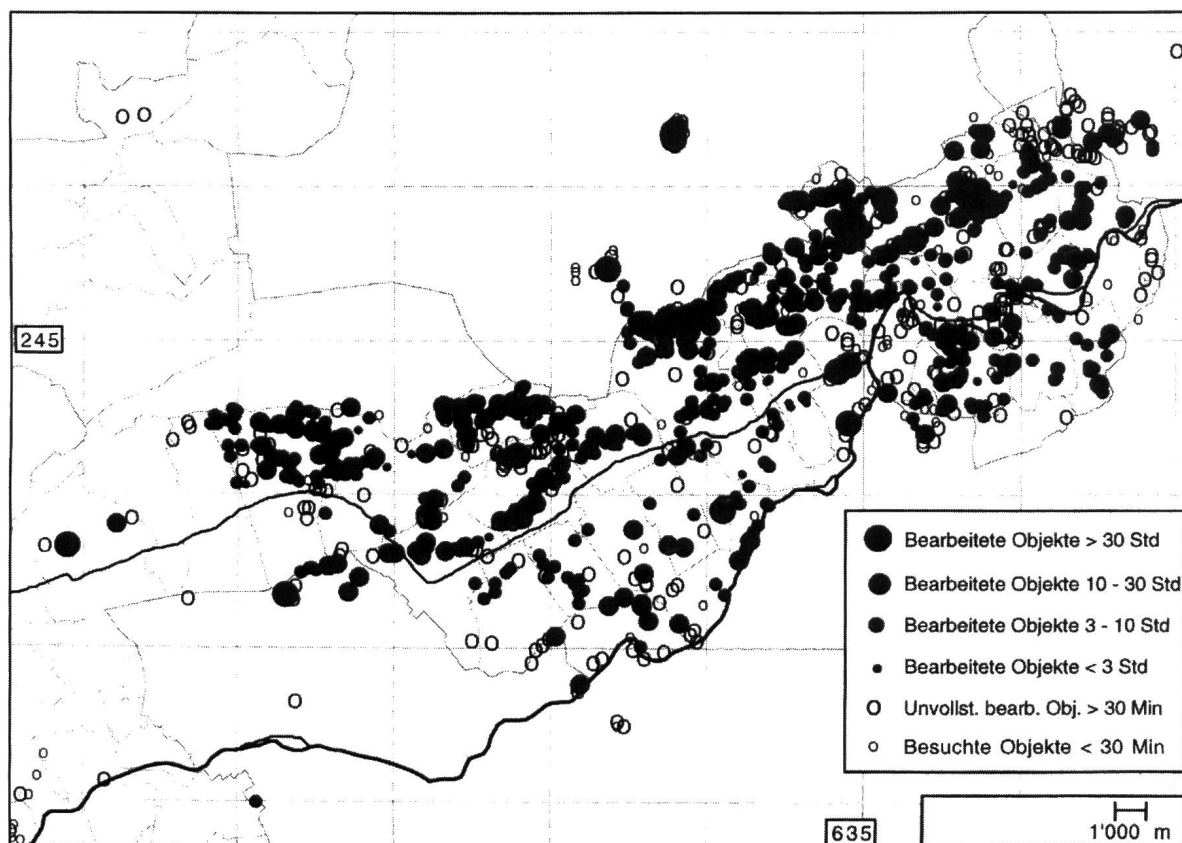 245
Bearbeitete Objekte > 30 Std
Bearbeitete Objekte 10 - 30 Std
Bearbeitete Objekte 3 - 10 Std
Bearbeitete Objekte < 3 Std
Unvollst. bearb. Obj. > 30 Min
Besuchte Objekte < 30 Min
635
1'000 m